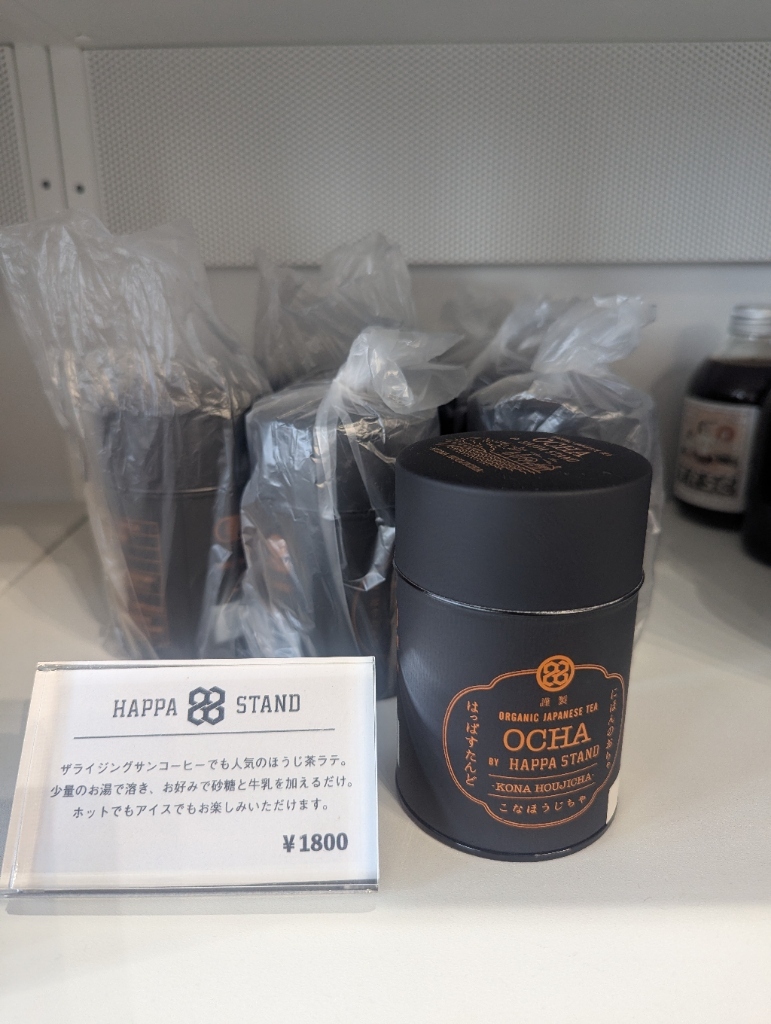 OCHA
HAPPA STAND
ザライジングサンコーヒーでも人気のほうじ茶ラテ。
少量のお湯で溶き、お好みで砂糖と牛乳を加えるだけ。
ホットでもアイスでもお楽しみいただけます。
¥1800
謹製
ORGANIC JAPANESE TEA
OCHA
BY HAPPA STAND
・KONA HOUJICHA・
こなほうじちゃ
はっぱすたんど
にほんのおちゃ